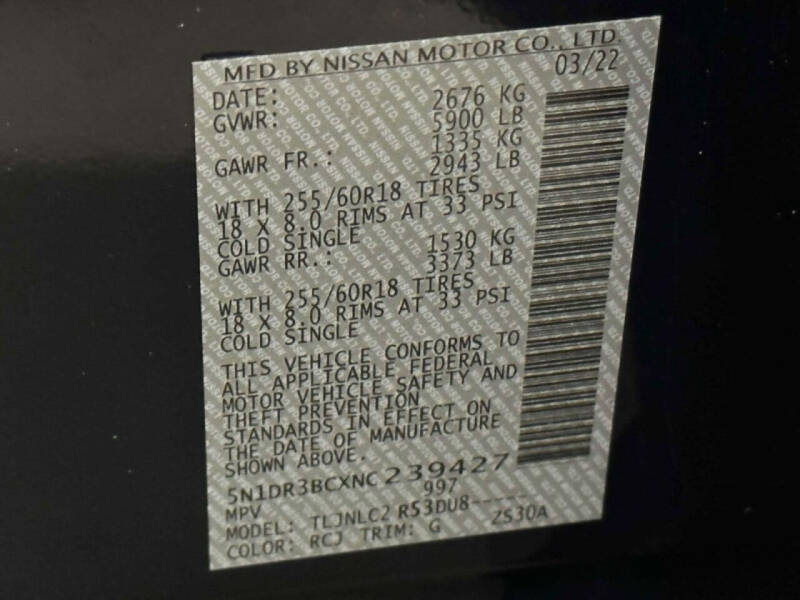 MFD BY NISSAN MOTOR CO., LTD.
DATE: 03/22
GVWR: 2676 KG
5900 LB
GAWR FR.: 1335 KG
2943 LB
WITH 255/60R18 TIRES
18 X 8.0 RIMS AT 33 PSI
COLD SINGLE
GAWR RR.: 1530 KG
3373 LB
WITH 255/60R18 TIRES
18 X 8.0 RIMS AT 33 PSI
COLD SINGLE
THIS VEHICLE CONFORMS TO
ALL APPLICABLE FEDERAL
MOTOR VEHICLE SAFETY AND
THEFT PREVENTION
STANDARDS IN EFFECT ON
THE DATE OF MANUFACTURE
SHOWN ABOVE.
5N1DR3BCXNC239427
MPV 997
MODEL: TLJNLC2 R53DU8-----
COLOR: RCJ TRIM: G ZS30A